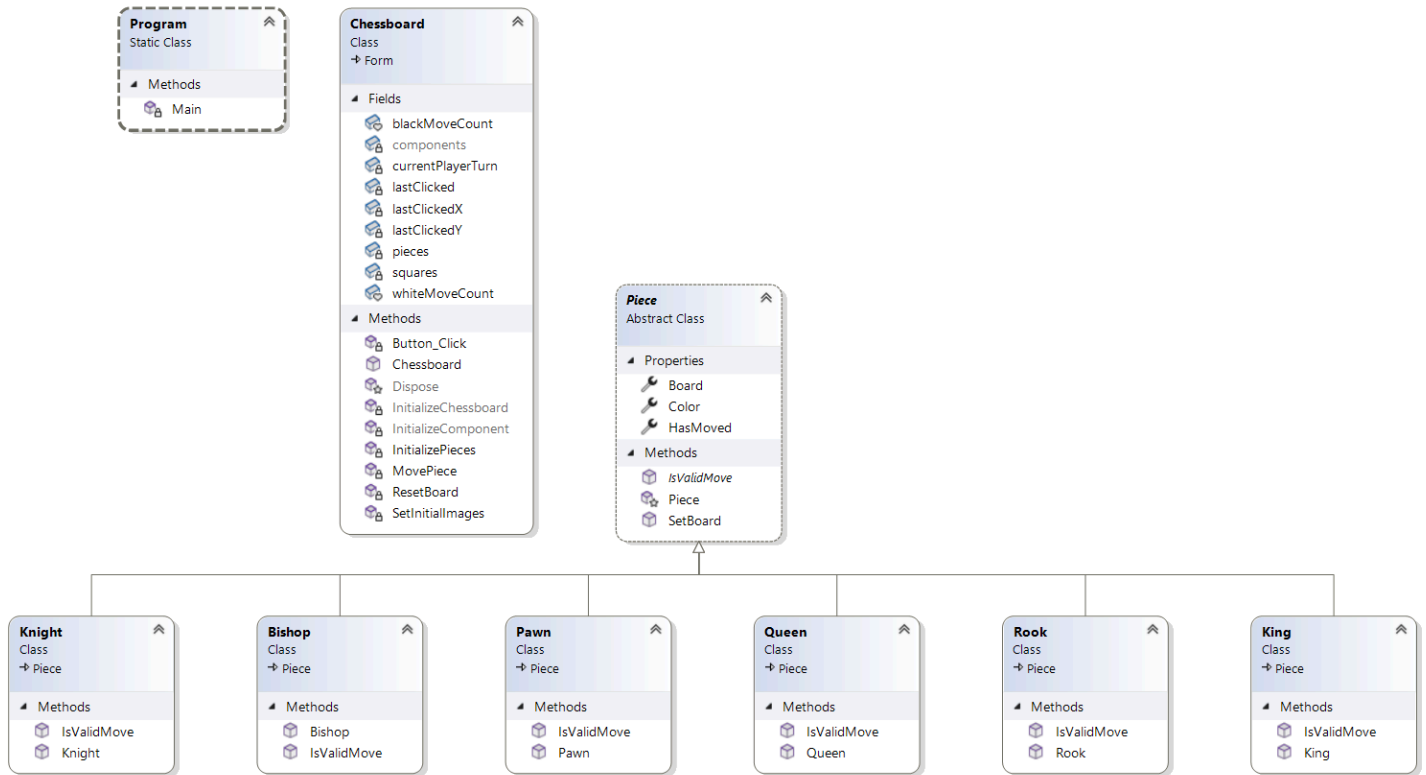 Program
Static Class
Methods
Main
Chessboard
Class
Form
Fields
blackMoveCount
components
currentPlayerTurn
lastClicked
lastClickedX
lastClickedY
pieces
squares
whiteMoveCount
Methods
Button_Click
Chessboard
Dispose
InitializeChessboard
InitializeComponent
InitializePieces
MovePiece
ResetBoard
SetInitialImages
Piece
Abstract Class
Properties
Board
Color
HasMoved
Methods
IsValidMove
Piece
SetBoard
Knight
Class
Piece
Methods
IsValidMove
Knight
Bishop
Class
Piece
Methods
Bishop
IsValidMove
Pawn
Class
Piece
Methods
IsValidMove
Pawn
Queen
Class
Piece
Methods
IsValidMove
Queen
Rook
Class
Piece
Methods
IsValidMove
Rook
King
Class
Piece
Methods
IsValidMove
King